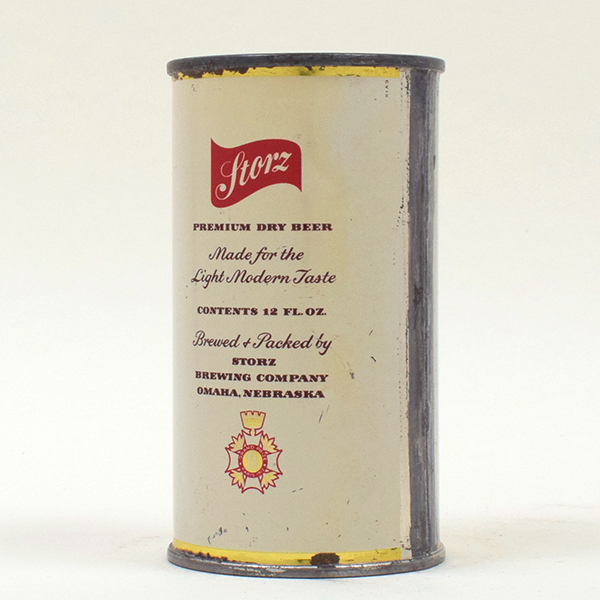 Storz
PREMIUM DRY BEER
Made for the
Light Modern Taste
CONTENTS 12 FL. OZ.
Brewed & Packed by
STORZ
BREWING COMPANY
OMAHA, NEBRASKA